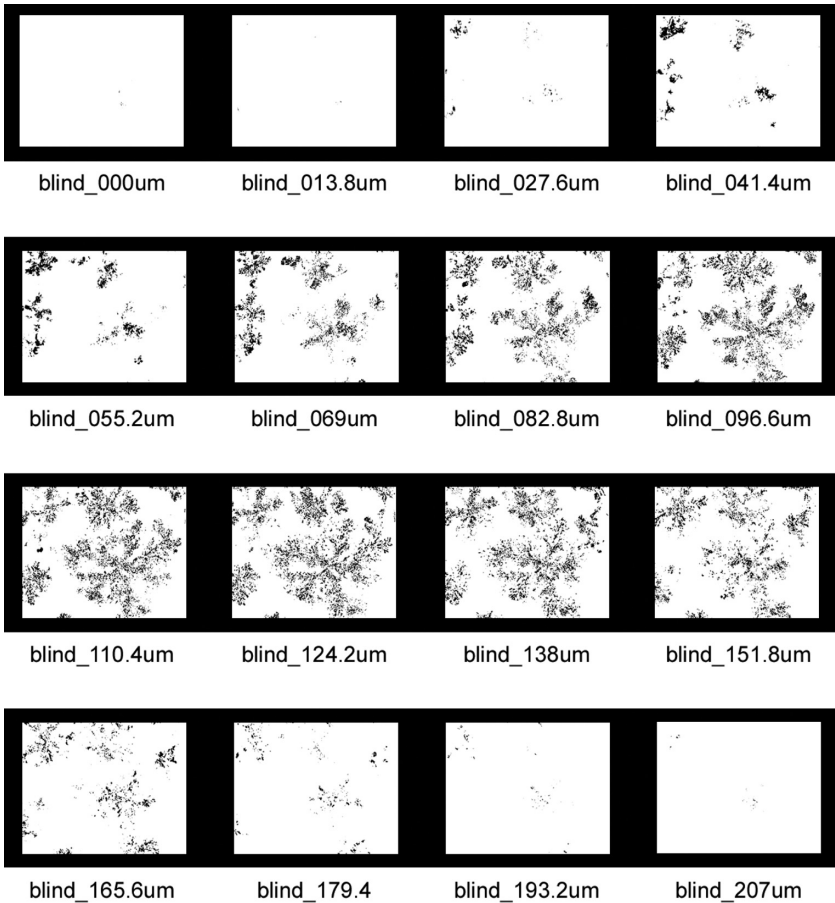 blind_000um blind_013.8um blind_027.6um blind_041.4um
blind_055.2um blind_069um blind_082.8um blind_096.6um
blind_110.4um blind_124.2um blind_138um blind_151.8um
blind_165.6um blind_179.4 blind_193.2um blind_207um